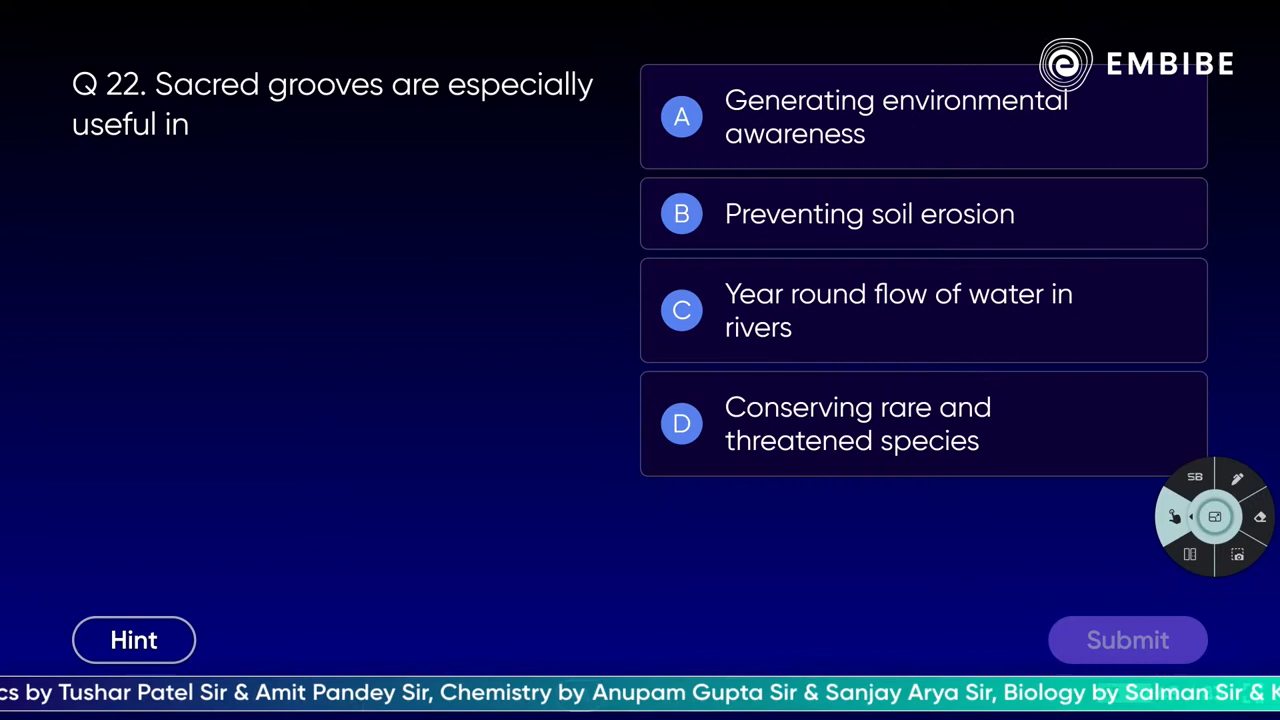 EMBIBE
Q 22. Sacred grooves are especially
useful in
A
Generating environmental
awareness
B
Preventing soil erosion
C
Year round flow of water in
rivers
D
Conserving rare and
threatened species
SB
Hint
Submit
cs by Tushar Patel Sir & Amit Pandey Sir, Chemistry by Anupam Gupta Sir & Sanjay Arya Sir, Biology by Salman Sir & K